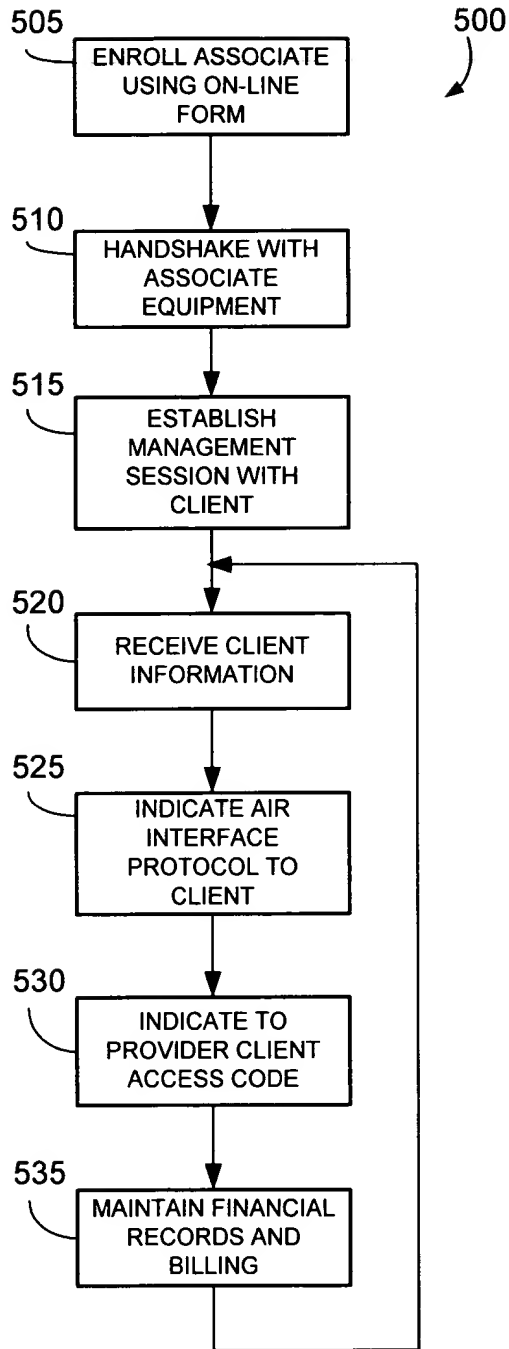 505
500
ENROLL ASSOCIATE
USING ON-LINE
FORM
510
HANDSHAKE WITH
ASSOCIATE
EQUIPMENT
515
ESTABLISH
MANAGEMENT
SESSION WITH
CLIENT
520
RECEIVE CLIENT
INFORMATION
525
INDICATE AIR
INTERFACE
PROTOCOL TO
CLIENT
530
INDICATE TO
PROVIDER CLIENT
ACCESS CODE
535
MAINTAIN FINANCIAL
RECORDS AND
BILLING